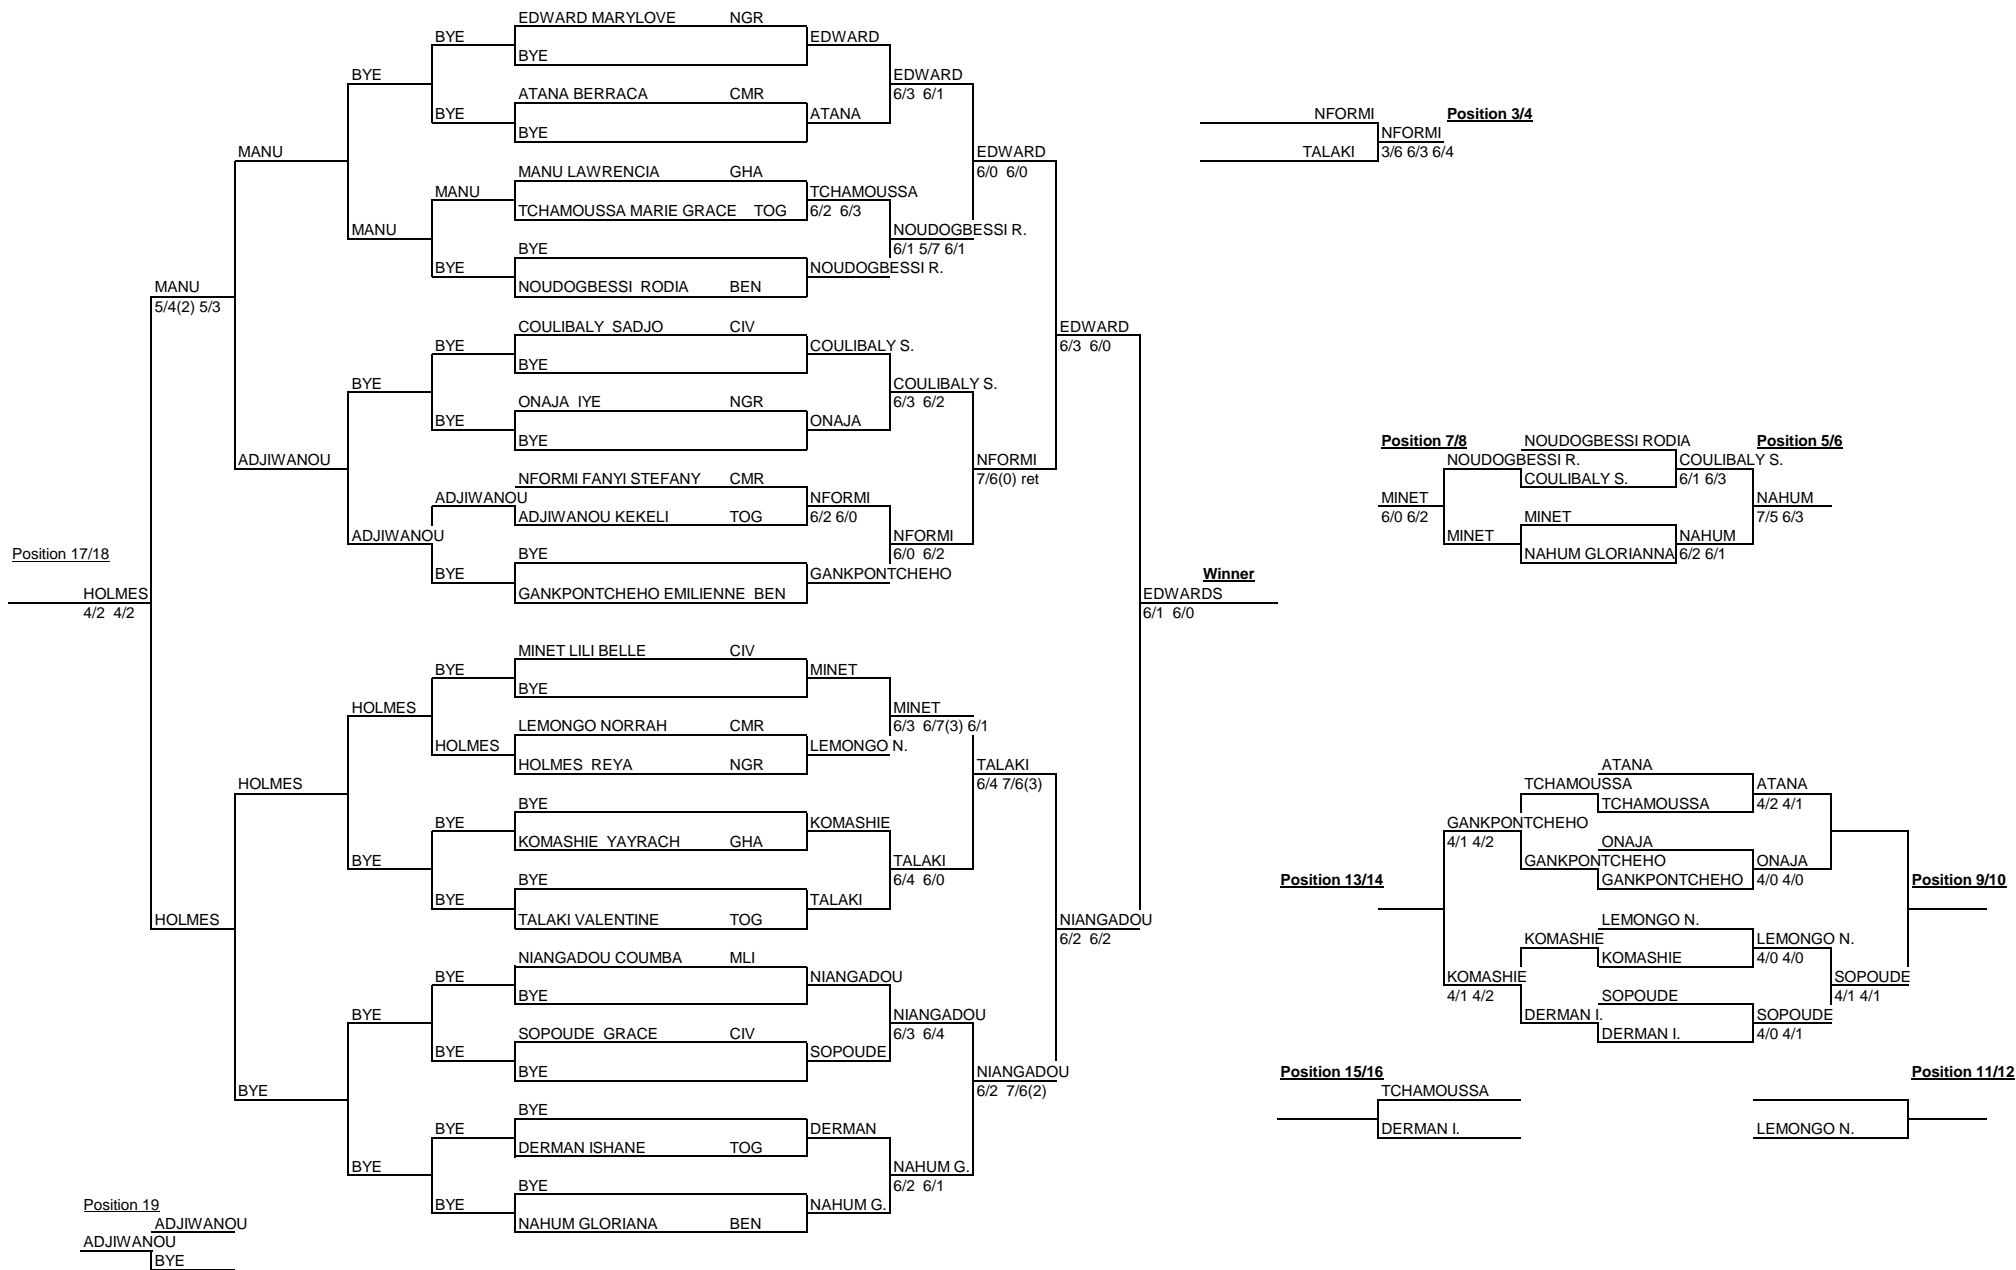 EDWARD MARYLOVE NGR
BYE EDWARD
BYE
BYE EDWARD
ATANA BERRACA CMR 6/3 6/1
BYE ATANA
BYE
NFORMI Position 3/4
NFORMI
MANU EDWARD
TALAKI 3/6 6/3 6/4
MANU LAWRENCIA GHA 6/0 6/0
MANU TCHAMOUSSA
TCHAMOUSSA MARIE GRACE TOG 6/2 6/3
MANU NOUDOGBESSI R.
BYE 6/1 5/7 6/1
BYE NOUDOGBESSI R.
MANU NOUDOGBESSI RODIA BEN
5/4(2) 5/3
COULIBALY SADJO CIV EDWARD
BYE COULIBALY S. 6/3 6/0
BYE
BYE COULIBALY S.
ONAJA IYE NGR 6/3 6/2
BYE ONAJA
BYE
Position 7/8 NOUDOGBESSI RODIA Position 5/6
ADJIWANOU NFORMI NOUDOGBESSI R. COULIBALY S.
NFORMI FANYI STEFANY CMR 7/6(0) ret COULIBALY S. 6/1 6/3
ADJIWANOU NFORMI MINET NAHUM
ADJIWANOU KEKELI TOG 6/2 6/0 6/0 6/2 MINET 7/5 6/3
ADJIWANOU NFORMI MINET NAHUM
Position 17/18 BYE 6/0 6/2 NAHUM GLORIANNA 6/2 6/1
BYE GANKPONTCHEHO Winner
HOLMES GANKPONTCHEHO EMILIENNE BEN EDWARDS
4/2 4/2 6/1 6/0
MINET LILI BELLE CIV
BYE MINET
BYE
HOLMES MINET
LEMONGO NORRAH CMR 6/3 6/7(3) 6/1
HOLMES LEMONGO N.
HOLMES REYA NGR TALAKI ATANA
HOLMES 6/4 7/6(3) TCHAMOUSSA ATANA
BYE TCHAMOUSSA 4/2 4/1
BYE KOMASHIE GANKPONTCHEHO
KOMASHIE YAYRACH GHA 4/1 4/2 ONAJA
BYE TALAKI GANKPONTCHEHO ONAJA
BYE 6/4 6/0 Position 13/14 GANKPONTCHEHO 4/0 4/0 Position 9/10
BYE TALAKI
HOLMES TALAKI VALENTINE TOG NIANGADOU LEMONGO N.
6/2 6/2 KOMASHIE LEMONGO N.
NIANGADOU COUMBA MLI KOMASHIE 4/0 4/0
BYE NIANGADOU KOMASHIE SOPOUDE
BYE 4/1 4/2 SOPOUDE 4/1 4/1
BYE NIANGADOU DERMAN I. SOPOUDE
SOPOUDE GRACE CIV 6/3 6/4 DERMAN I. 4/0 4/1
BYE SOPOUDE
BYE NIANGADOU Position 15/16 Position 11/12
BYE 6/2 7/6(2) TCHAMOUSSA
BYE
BYE DERMAN DERMAN I. LEMONGO N.
DERMAN ISHANE TOG
BYE NAHUM G.
BYE 6/2 6/1
Position 19 BYE NAHUM G.
ADJIWANOU NAHUM GLORIANA BEN
ADJIWANOU
BYE